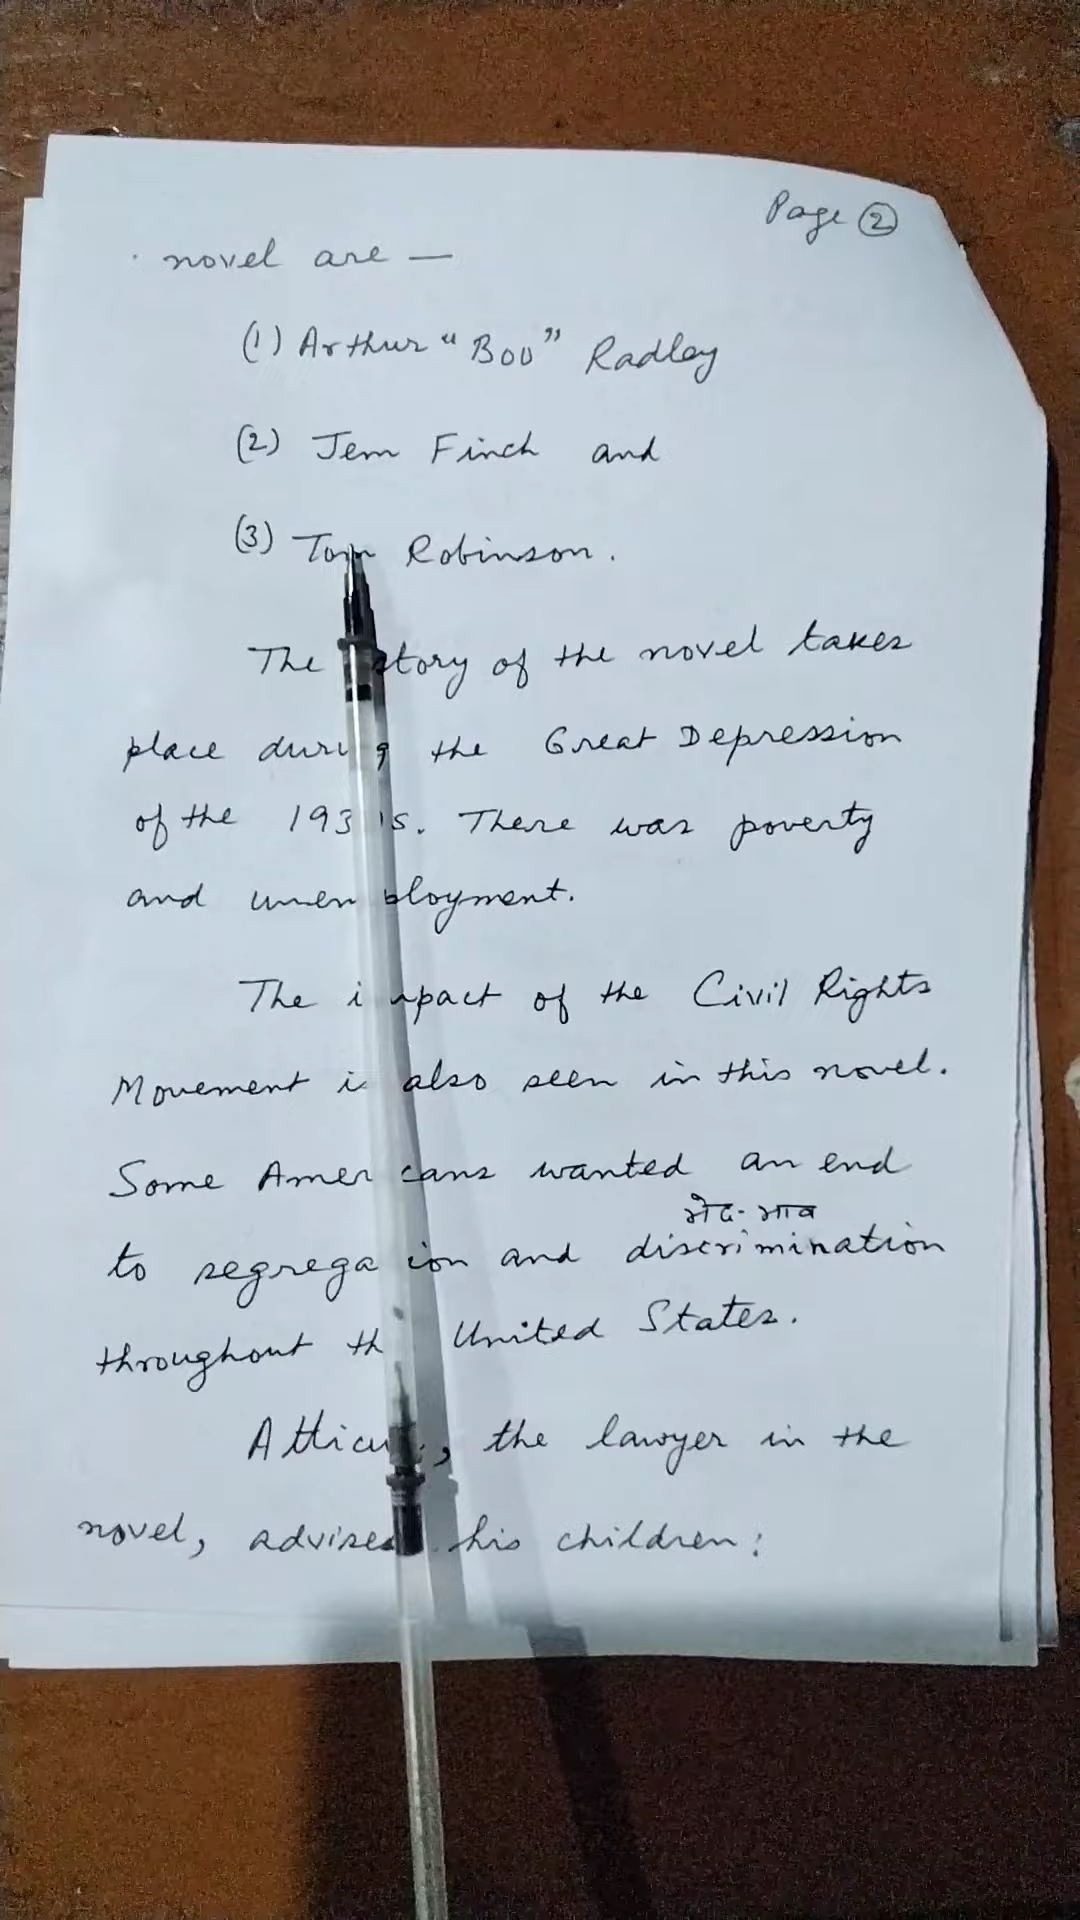 Page 2
novel are —
(1) Arthur "Boo" Radley
(2) Jem Finch and
(3) Tom Robinson.
The story of the novel takes
place during the Great Depression
of the 193's. There was poverty
and unemployment.
The impact of the Civil Rights
Movement is also seen in this novel.
Some Americans wanted an end
भेद-भाव
to segregation and discrimination
throughout the United States.
Atticus, the lawyer in the
novel, advises his children: